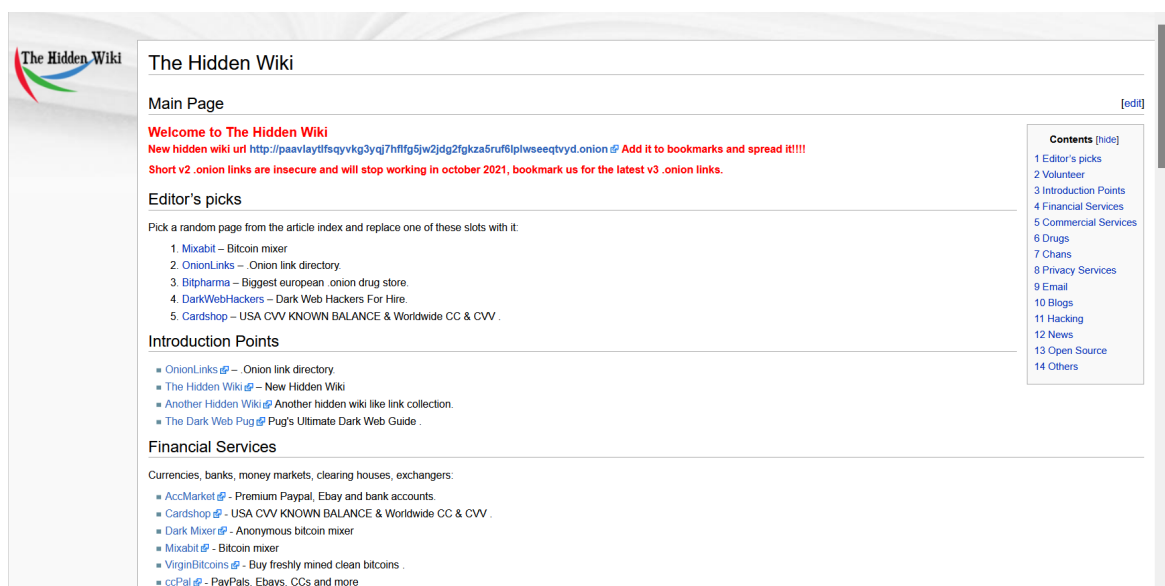 The Hidden Wiki
The Hidden Wiki
Main Page
[edit]
Welcome to The Hidden Wiki
New hidden wiki url http://paavlaytlfsqyvkg3yqj7hflfg5jw2jdg2fgkza5ruf6lplwseeqtvyd.onion Add it to bookmarks and spread it!!!!
Short v2 .onion links are insecure and will stop working in october 2021, bookmark us for the latest v3 .onion links.
Contents [hide]
1 Editor's picks
2 Volunteer
3 Introduction Points
4 Financial Services
5 Commercial Services
6 Drugs
7 Chans
8 Privacy Services
9 Email
10 Blogs
11 Hacking
12 News
13 Open Source
14 Others
Editor's picks
Pick a random page from the article index and replace one of these slots with it:
1. Mixabit – Bitcoin mixer
2. OnionLinks – .Onion link directory.
3. Bitpharma – Biggest european .onion drug store.
4. DarkWebHackers – Dark Web Hackers For Hire.
5. Cardshop – USA CVV KNOWN BALANCE & Worldwide CC & CVV .
Introduction Points
OnionLinks – .Onion link directory.
The Hidden Wiki – New Hidden Wiki
Another Hidden Wiki Another hidden wiki like link collection.
The Dark Web Pug Pug's Ultimate Dark Web Guide .
Financial Services
Currencies, banks, money markets, clearing houses, exchangers:
AccMarket - Premium Paypal, Ebay and bank accounts.
Cardshop - USA CVV KNOWN BALANCE & Worldwide CC & CVV .
Dark Mixer - Anonymous bitcoin mixer
Mixabit - Bitcoin mixer
VirginBitcoins - Buy freshly mined clean bitcoins .
ccPal - PayPals, Ebays, CCs and more